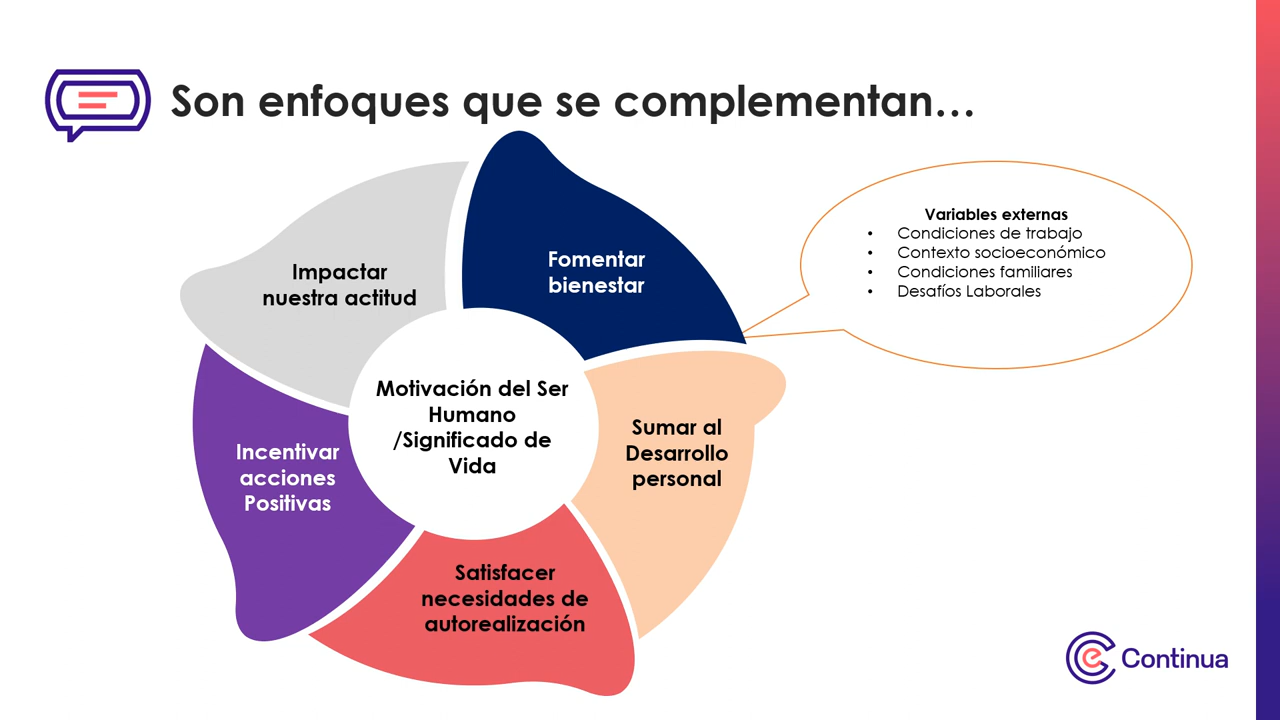 Son enfoques que se complementan...
Impactar
nuestra actitud
Fomentar
bienestar
Variables externas
• Condiciones de trabajo
• Contexto socioeconómico
• Condiciones familiares
• Desafíos Laborales
Motivación del Ser
Humano
/Significado de
Vida
Sumar al
Desarrollo
personal
Incentivar
acciones
Positivas
Satisfacer
necesidades de
autorealización
e Continua